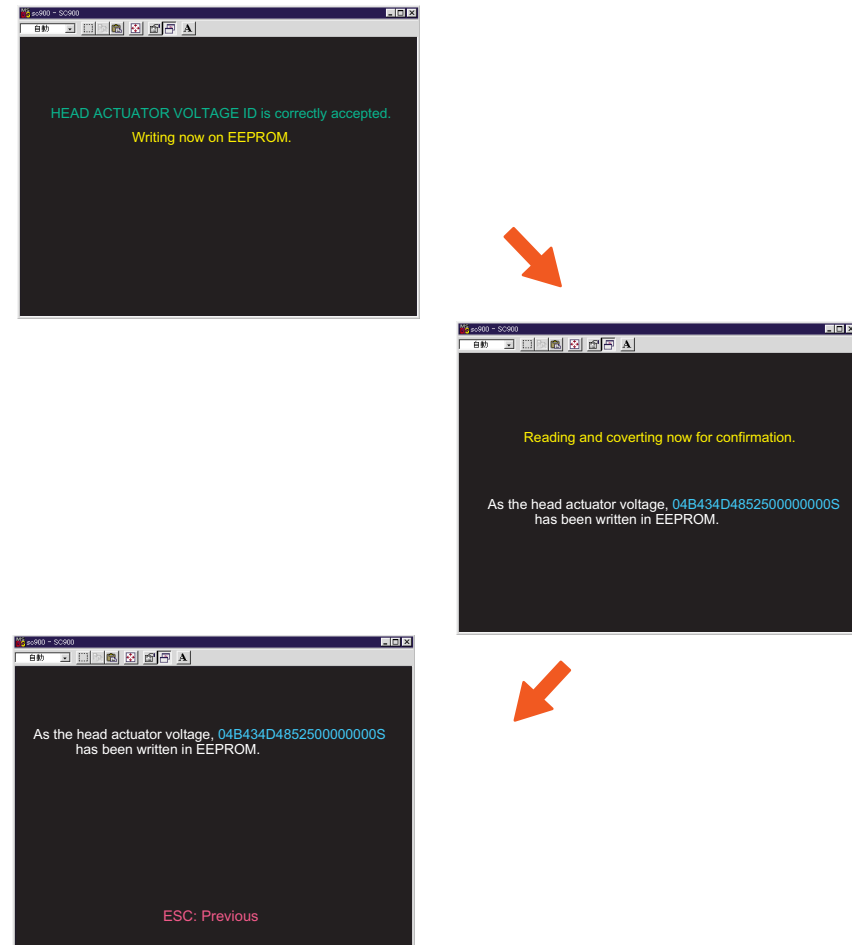 sc900 - SC900
自動
A
HEAD ACTUATOR VOLTAGE ID is correctly accepted.
Writing now on EEPROM.
sc900 - SC900
自動
A
Reading and coverting now for confirmation.
As the head actuator voltage, 04B434D4852500000000S
has been written in EEPROM.
sc900 - SC900
自動
A
As the head actuator voltage, 04B434D4852500000000S
has been written in EEPROM.
ESC: Previous